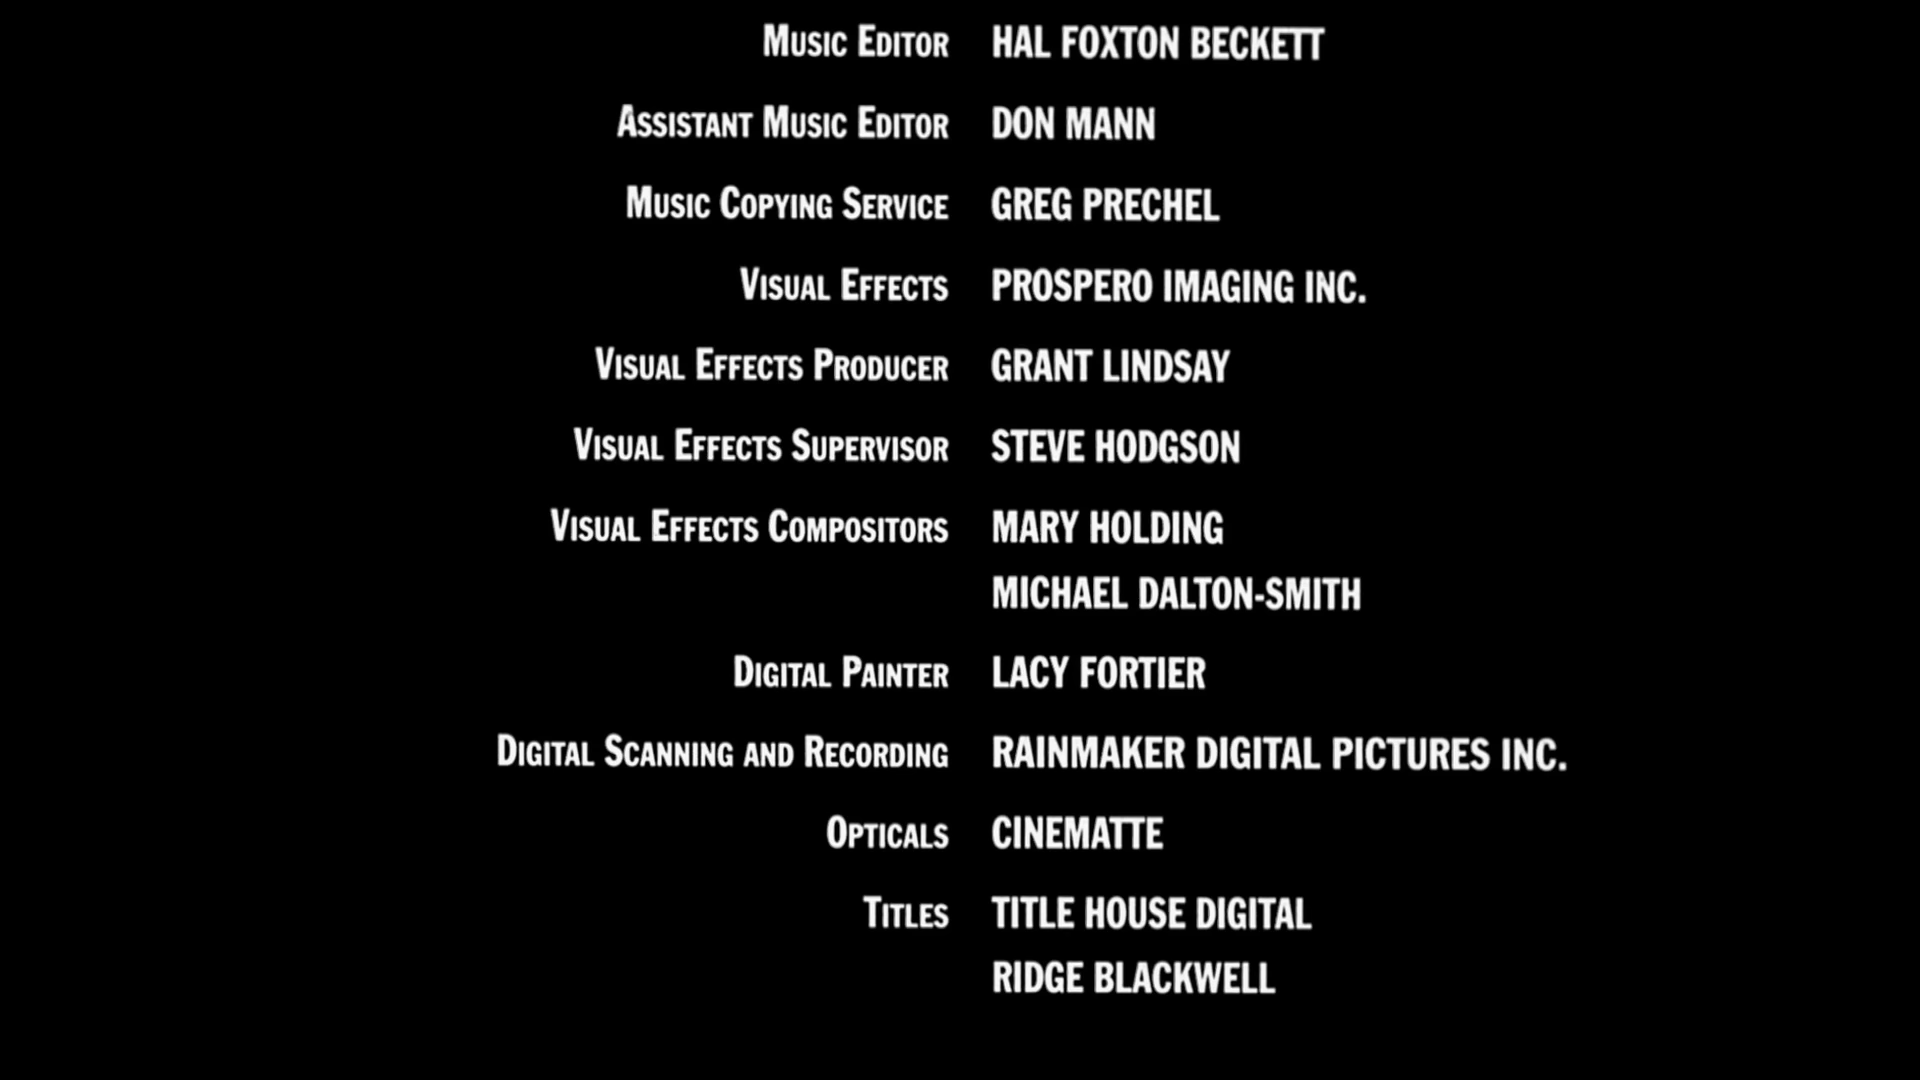 Music Editor HAL FOXTON BECKETT
Assistant Music Editor DON MANN
Music Copying Service GREG PRECHEL
Visual Effects PROSPERO IMAGING INC.
Visual Effects Producer GRANT LINDSAY
Visual Effects Supervisor STEVE HODGSON
Visual Effects Compositors MARY HOLDING
MICHAEL DALTON-SMITH
Digital Painter LACY FORTIER
Digital Scanning and Recording RAINMAKER DIGITAL PICTURES INC.
Opticals CINEMATTE
Titles TITLE HOUSE DIGITAL
RIDGE BLACKWELL